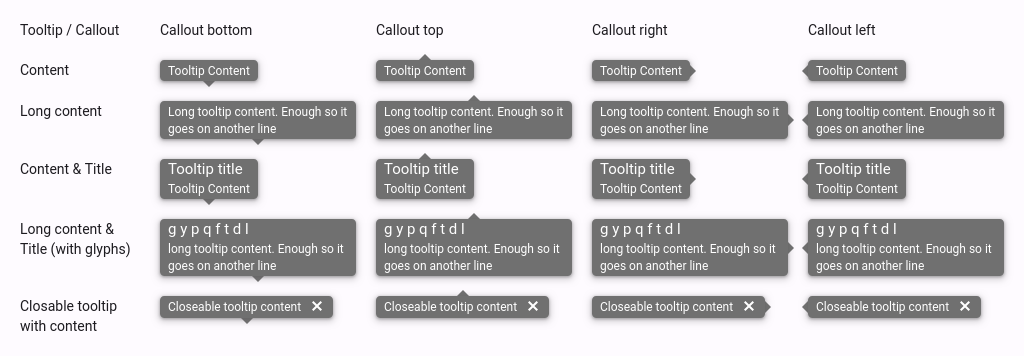 Tooltip / Callout Callout bottom Callout top Callout right Callout left
Content Tooltip Content Tooltip Content Tooltip Content Tooltip Content
Long content Long tooltip content. Enough so it Long tooltip content. Enough so it Long tooltip content. Enough so it Long tooltip content. Enough so it
goes on another line goes on another line goes on another line goes on another line
Content & Title Tooltip title Tooltip title Tooltip title Tooltip title
Tooltip Content Tooltip Content Tooltip Content Tooltip Content
Long content & g y p q f t d l g y p q f t d l g y p q f t d l g y p q f t d l
Title (with glyphs) long tooltip content. Enough so it long tooltip content. Enough so it long tooltip content. Enough so it long tooltip content. Enough so it
goes on another line goes on another line goes on another line goes on another line
Closable tooltip Closeable tooltip content Closeable tooltip content Closeable tooltip content Closeable tooltip content
with content